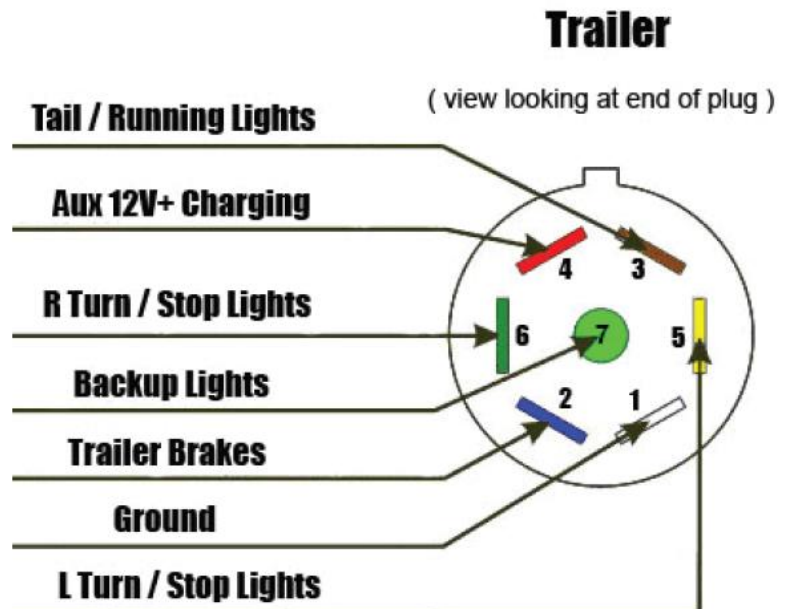 Trailer
( view looking at end of plug )
Tail / Running Lights
Aux 12V+ Charging
4
3
R Turn / Stop Lights
6
7
5
Backup Lights
2
1
Trailer Brakes
Ground
L Turn / Stop Lights